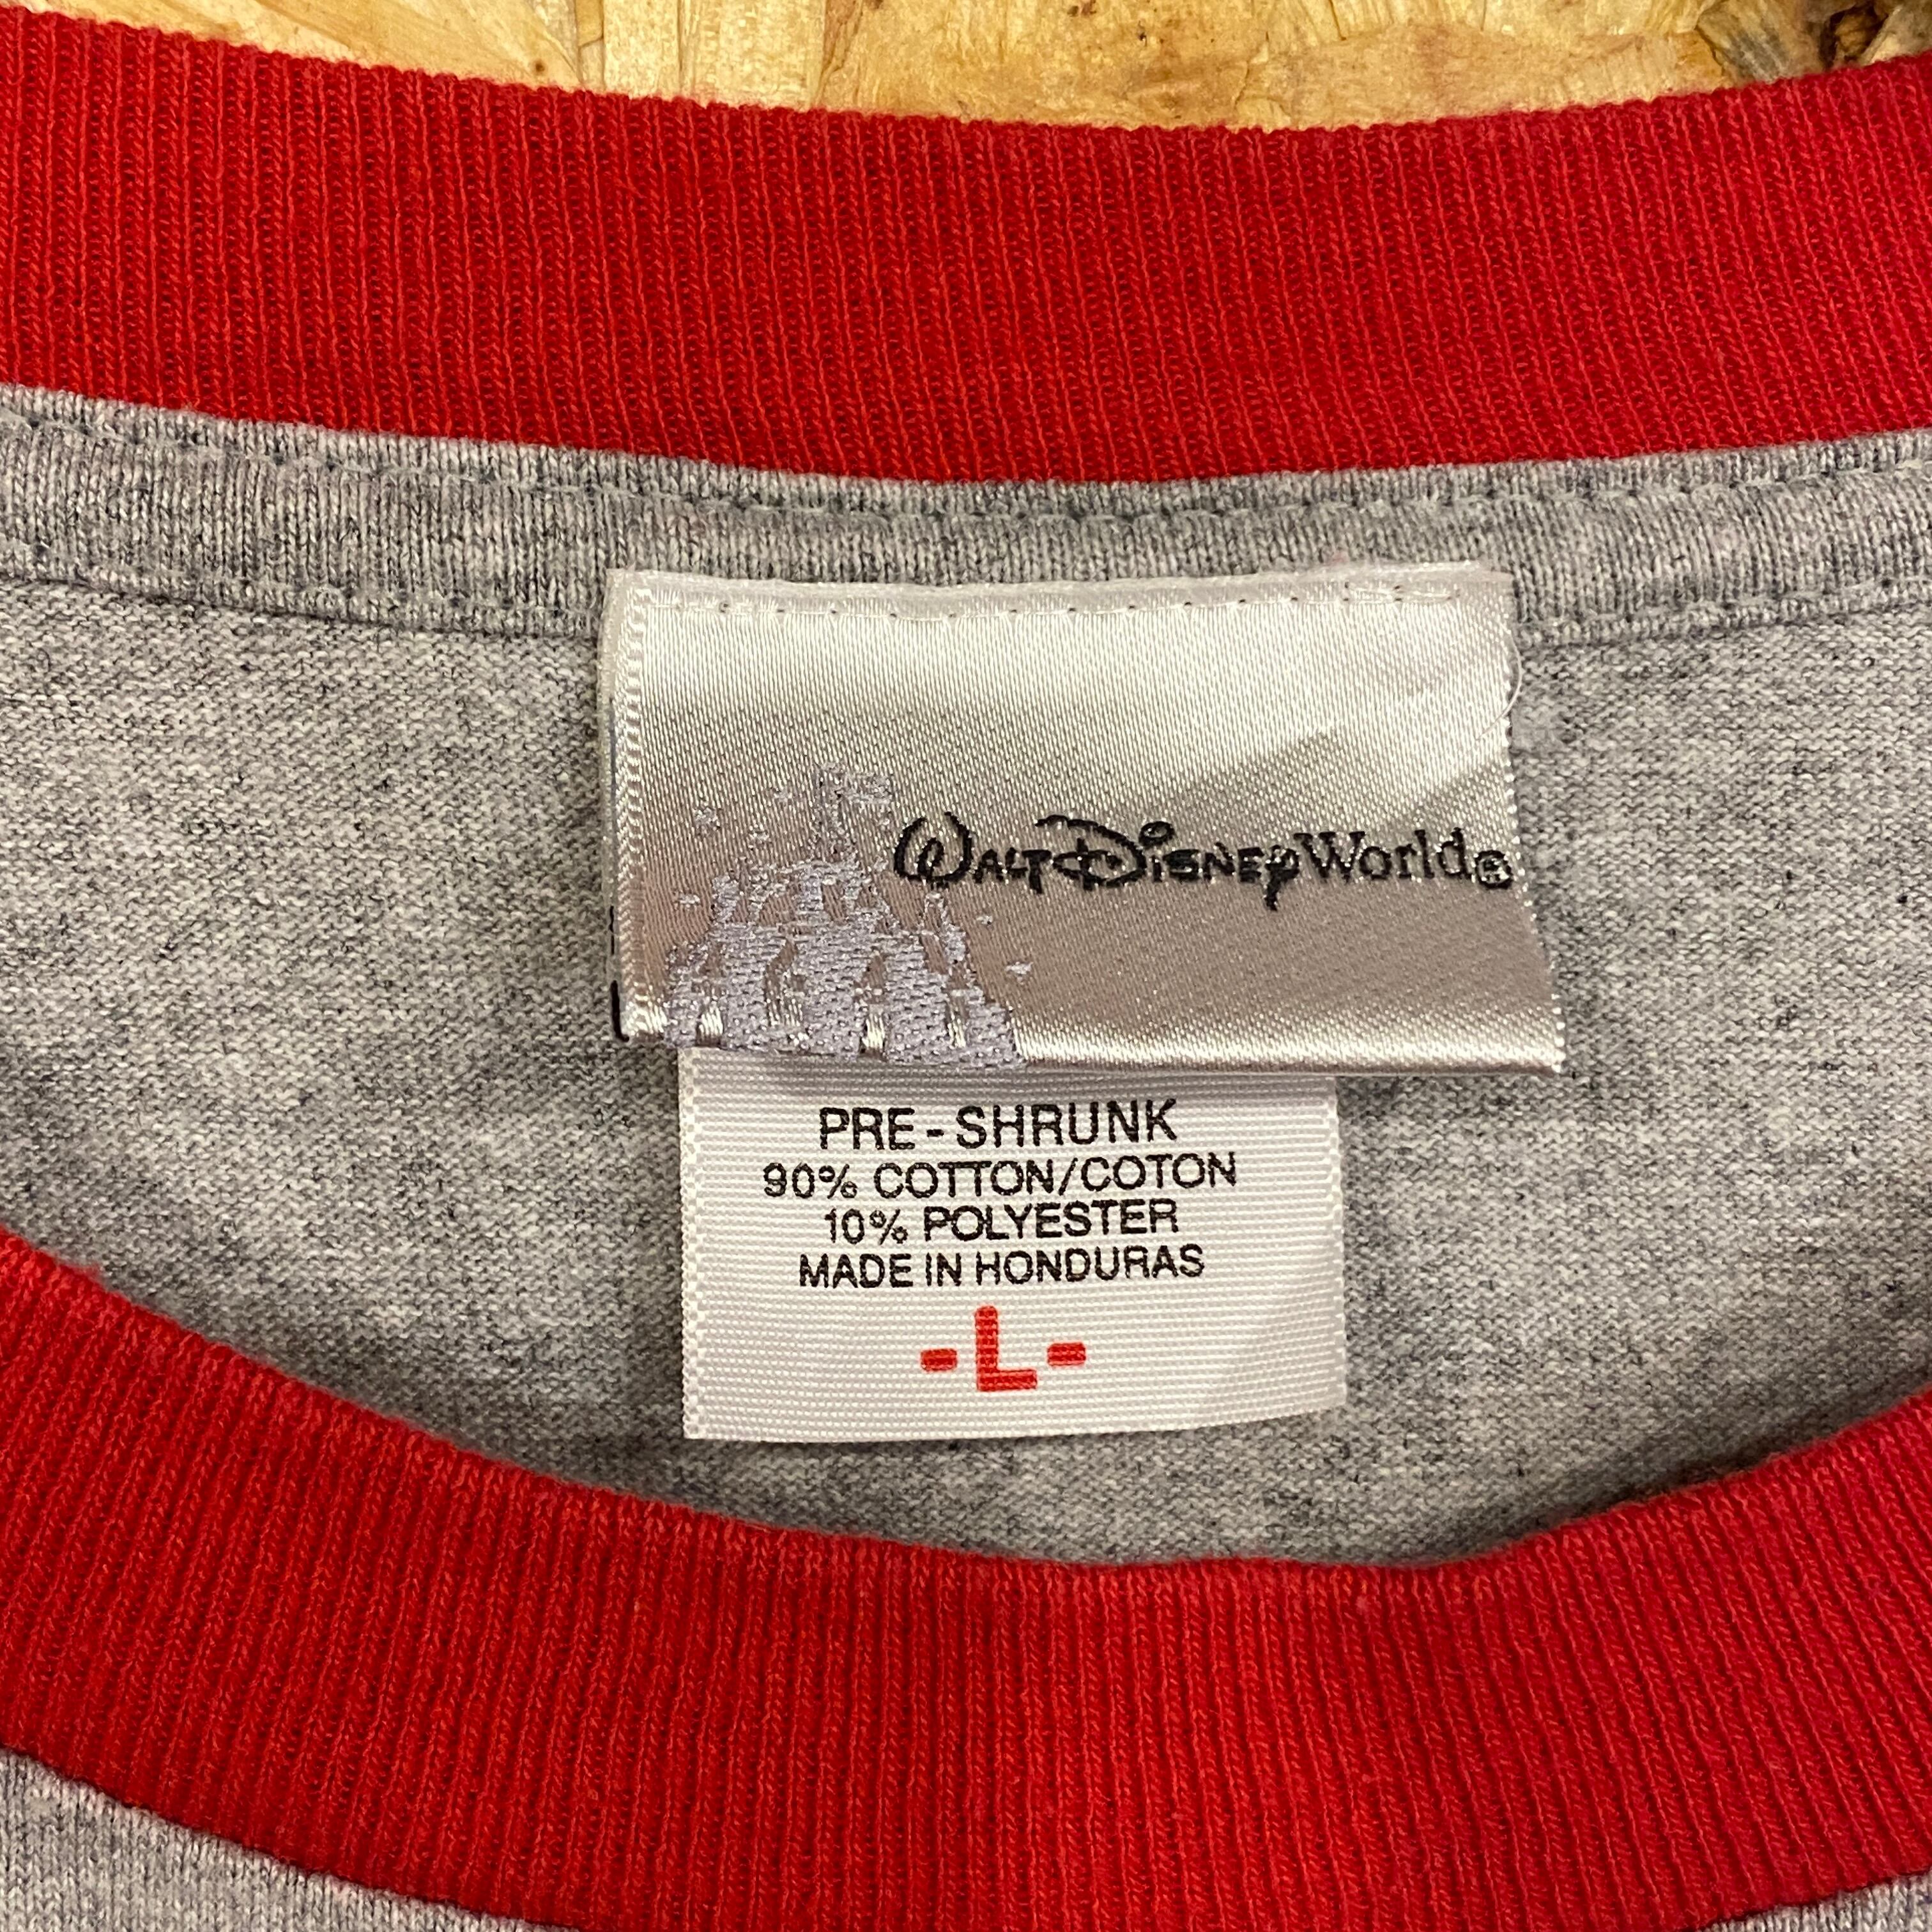 WALT DISNEY World®
PRE-SHRUNK
90% COTTON/COTON
10% POLYESTER
MADE IN HONDURAS
-L-